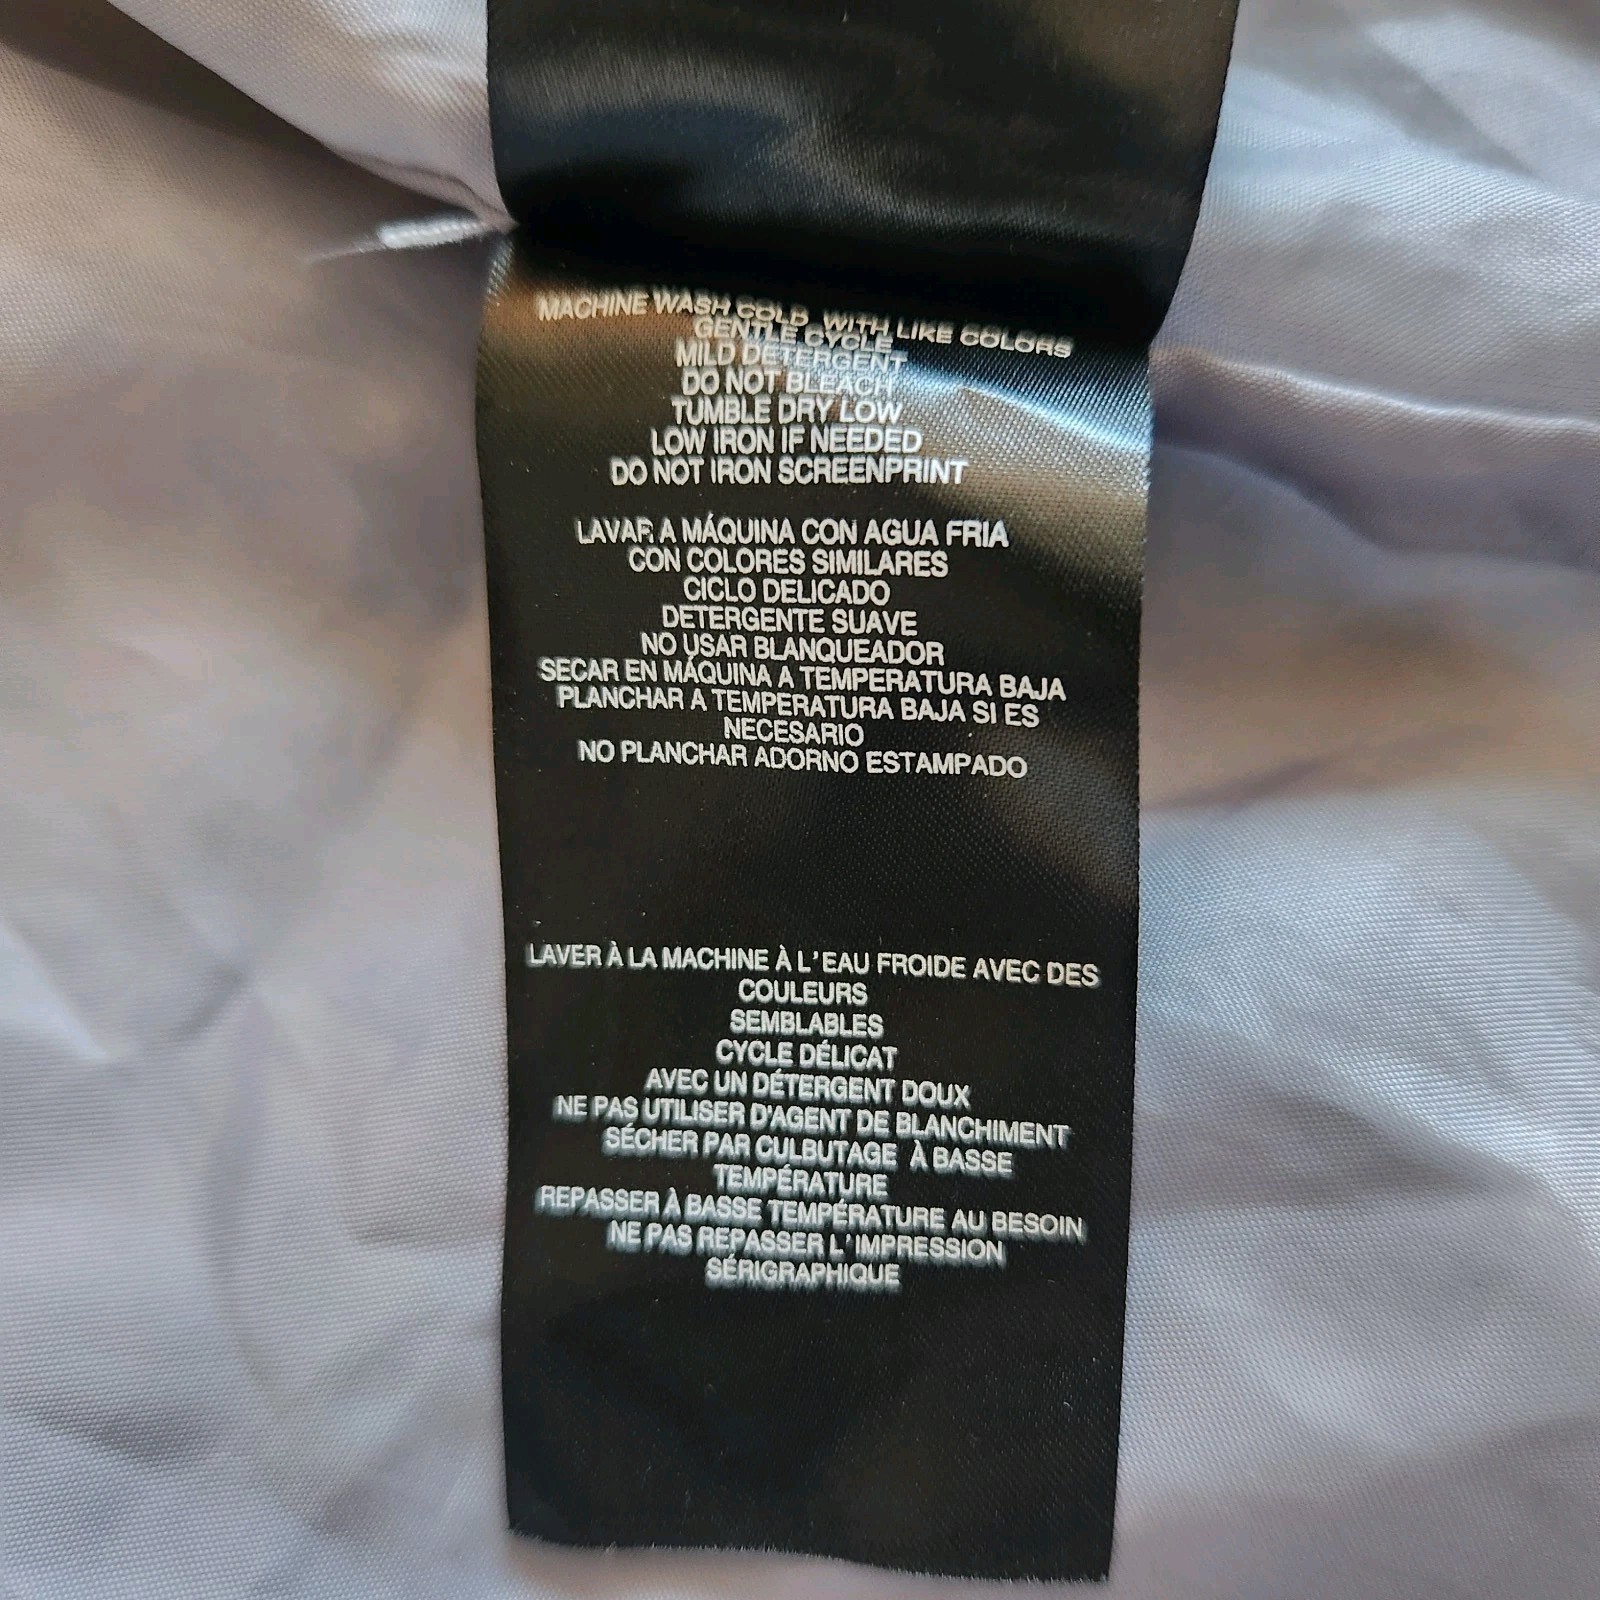 MACHINE WASH COLD, WITH LIKE COLORS
GENTLE CYCLE
MILD DETERGENT
DO NOT BLEACH
TUMBLE DRY LOW
LOW IRON IF NEEDED
DO NOT IRON SCREENPRINT
LAVAR A MÁQUINA CON AGUA FRIA
CON COLORES SIMILARES
CICLO DELICADO
DETERGENTE SUAVE
NO USAR BLANQUEADOR
SECAR EN MÁQUINA A TEMPERATURA BAJA
PLANCHAR A TEMPERATURA BAJA SI ES
NECESARIO
NO PLANCHAR ADORNO ESTAMPADO
LAVER À LA MACHINE À L'EAU FROIDE AVEC DES
COULEURS
SEMBLABLES
CYCLE DÉLICAT
AVEC UN DÉTERGENT DOUX
NE PAS UTILISER D'AGENT DE BLANCHIMENT
SÉCHER PAR CULBUTAGE À BASSE
TEMPÉRATURE
REPASSER À BASSE TEMPÉRATURE AU BESOIN
NE PAS REPASSER L'IMPRESSION
SÉRIGRAPHIQUE